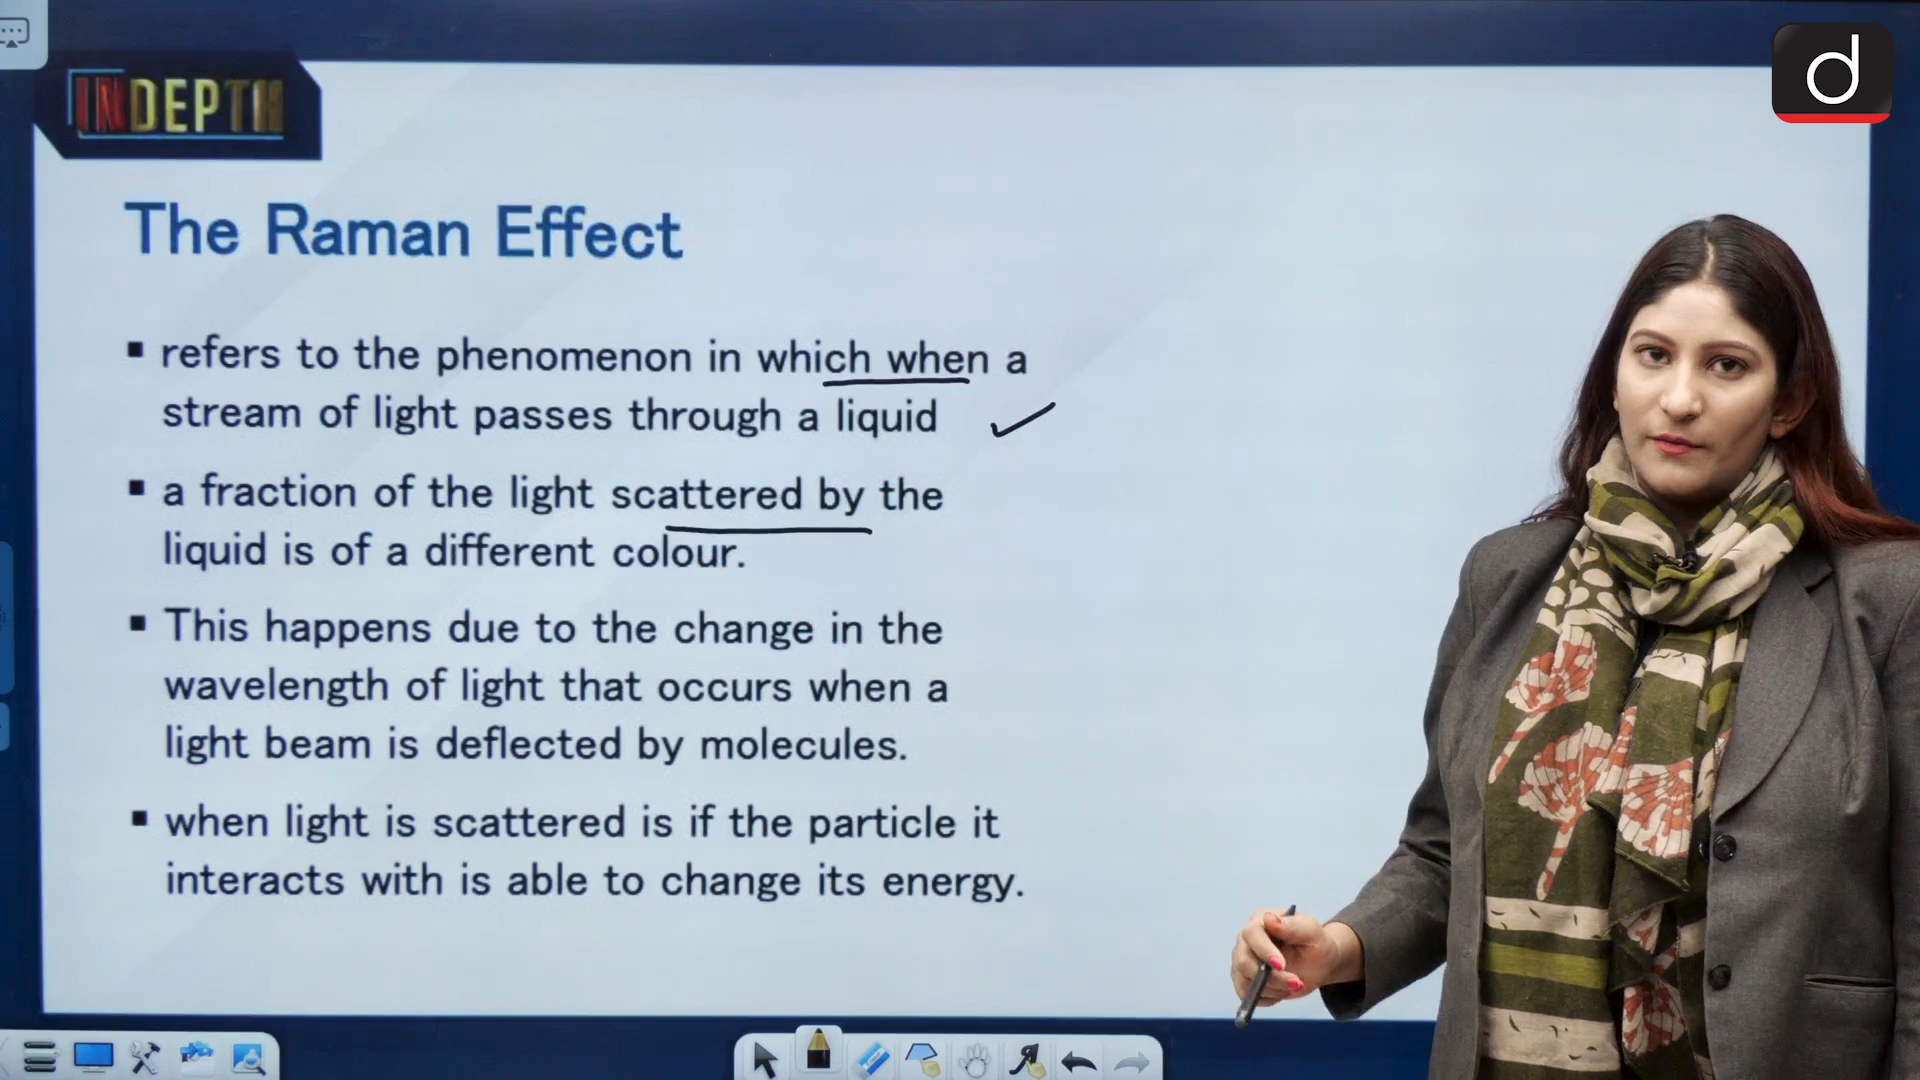 INDEPTH
d
The Raman Effect
▪ refers to the phenomenon in which when a
stream of light passes through a liquid
▪ a fraction of the light scattered by the
liquid is of a different colour.
▪ This happens due to the change in the
wavelength of light that occurs when a
light beam is deflected by molecules.
▪ when light is scattered is if the particle it
interacts with is able to change its energy.